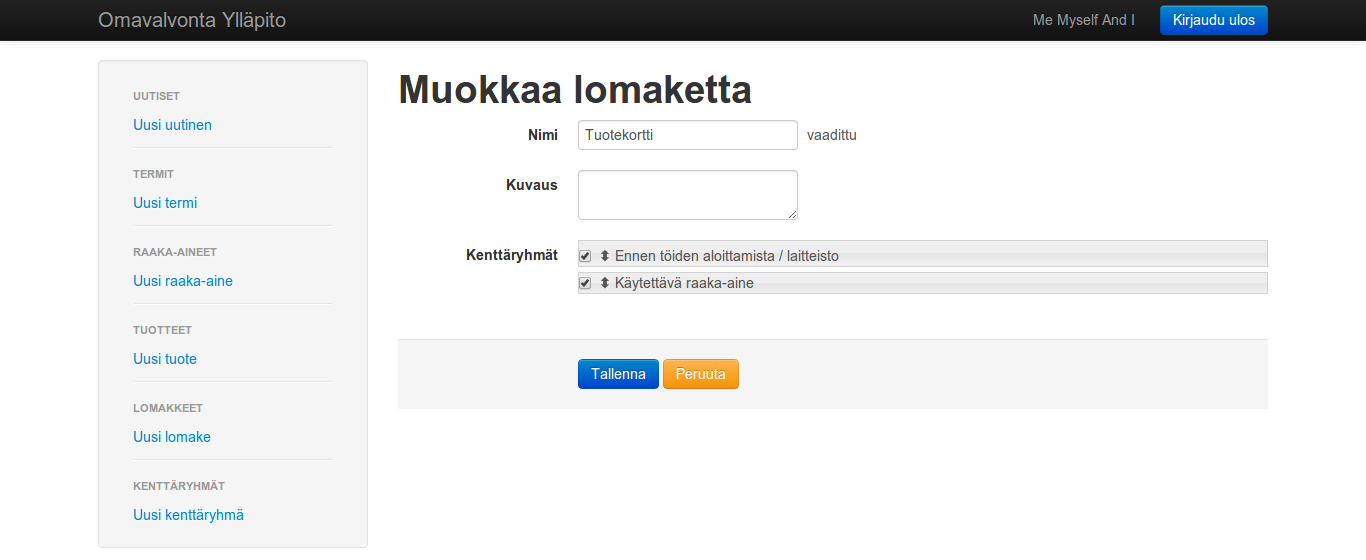 Omavalvonta Ylläpito
Me Myself And I
Kirjaudu ulos
UUTISET
Uusi uutinen
TERMIT
Uusi termi
RAAKA-AINEET
Uusi raaka-aine
TUOTTEET
Uusi tuote
LOMAKKEET
Uusi lomake
KENTTÄRYHMÄT
Uusi kenttäryhmä
Muokkaa lomaketta
Nimi Tuotekortti vaadittu
Kuvaus
Kenttäryhmät Ennen töiden aloittamista / laitteisto
Käytettävä raaka-aine
Tallenna Peruuta